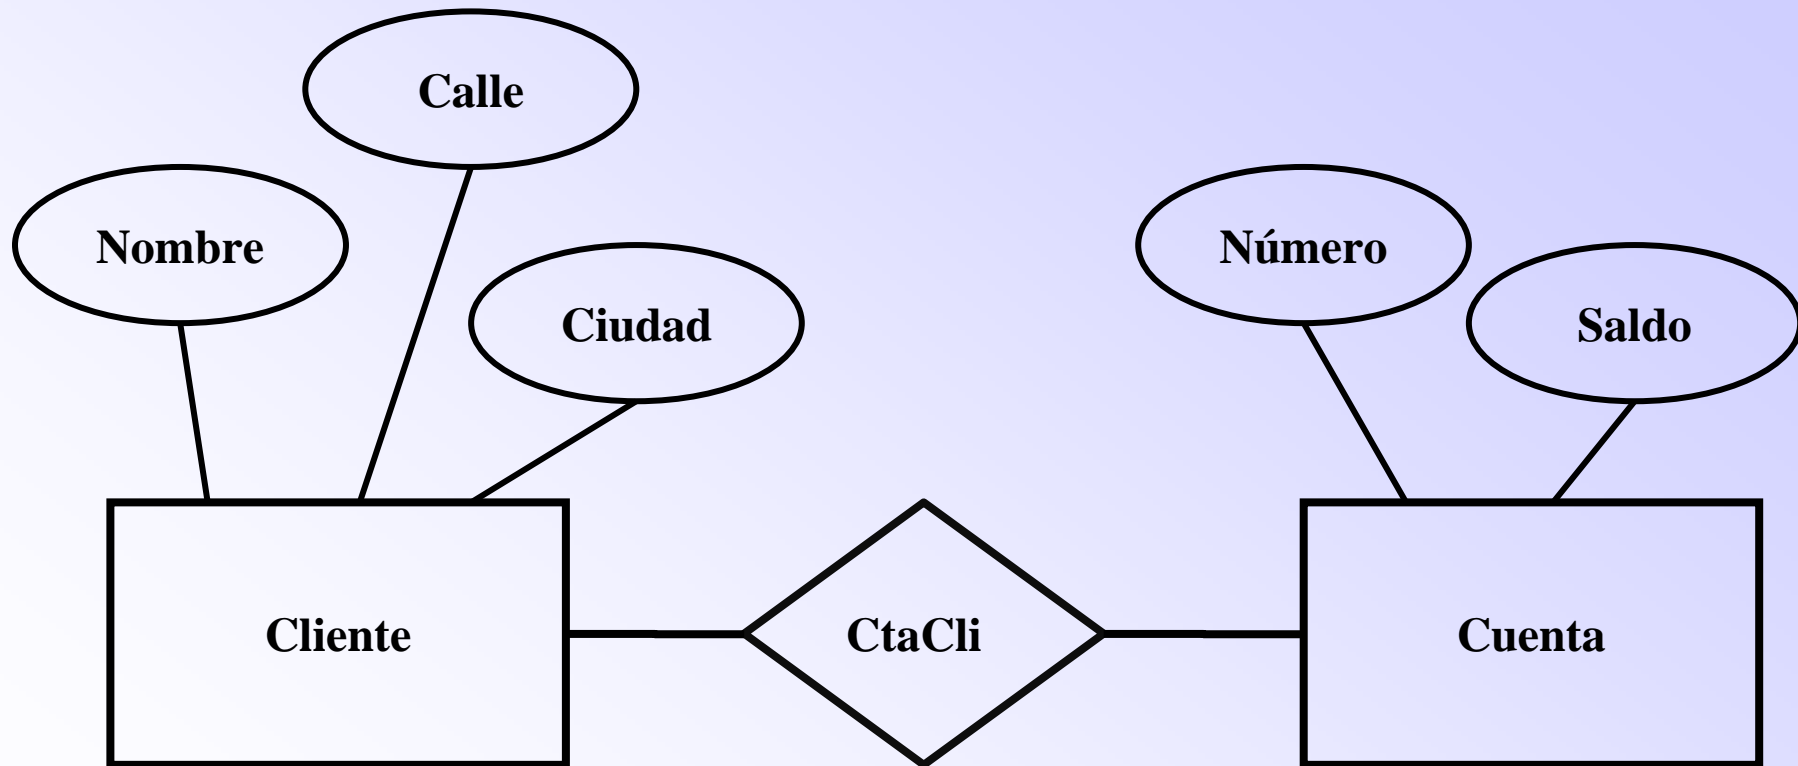 Calle
Nombre
Número
Ciudad
Saldo
Cliente
CtaCli
Cuenta